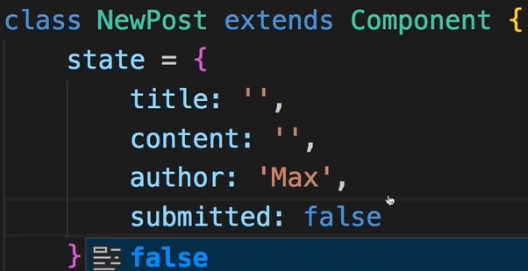 class NewPost extends Component {
state = {
title: '',
content: '',
author: 'Max',
submitted: false
}
false